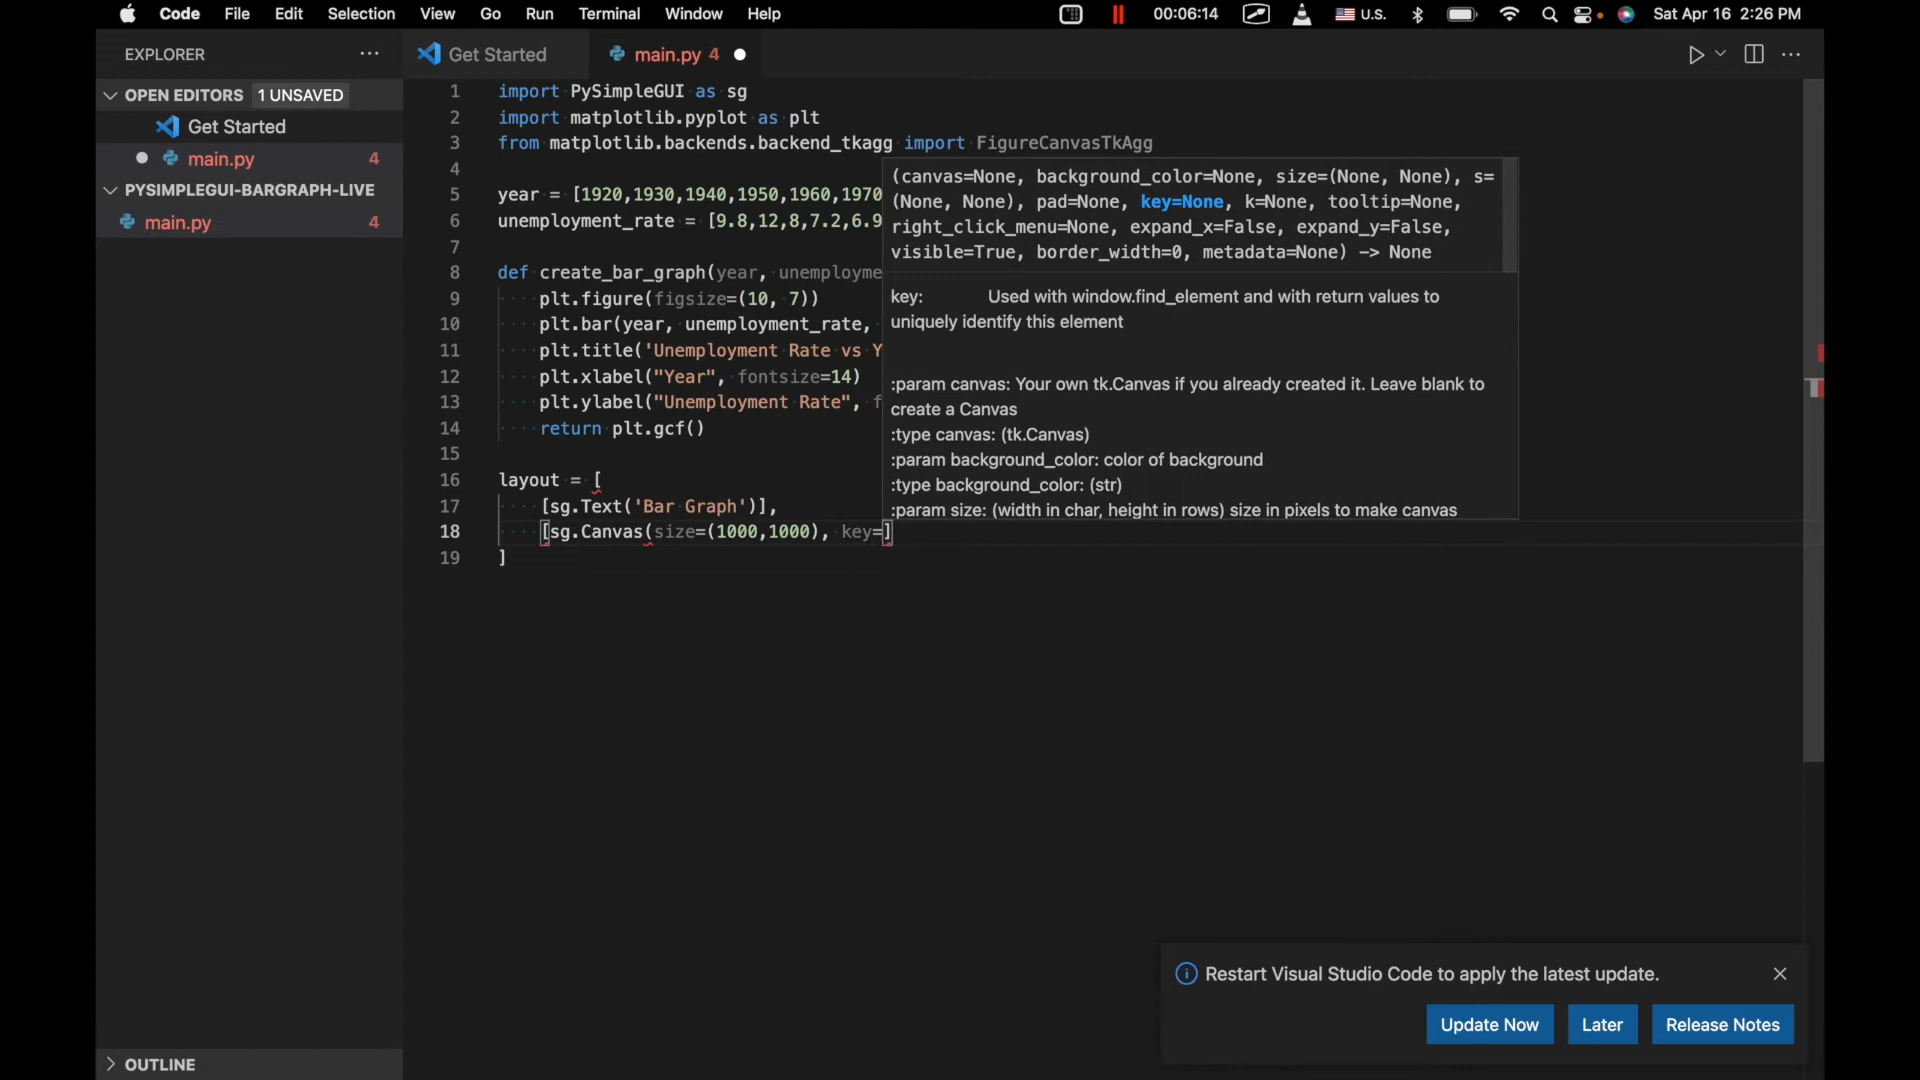 Code File Edit Selection View Go Run Terminal Window Help 00:06:14 U.S. Sat Apr 16 2:26 PM
EXPLORER ··· Get Started main.py 4 ···
OPEN EDITORS 1 UNSAVED
Get Started
main.py 4
PYSIMPLEGUI-BARGRAPH-LIVE
main.py 4
1 import PySimpleGUI as sg
2 import matplotlib.pyplot as plt
3 from matplotlib.backends.backend_tkagg import FigureCanvasTkAgg
4
5 year = [1920,1930,1940,1950,1960,1970
6 unemployment_rate = [9.8,12,8,7.2,6.9
7
8 def create_bar_graph(year, unemployme
9 plt.figure(figsize=(10, 7))
10 plt.bar(year, unemployment_rate,
11 plt.title('Unemployment Rate vs Y
12 plt.xlabel("Year", fontsize=14)
13 plt.ylabel("Unemployment Rate", f
14 return plt.gcf()
15
16 layout = [
17 [sg.Text('Bar Graph')],
18 [sg.Canvas(size=(1000,1000), key=]
19 ]
(canvas=None, background_color=None, size=(None, None), s=
(None, None), pad=None, key=None, k=None, tooltip=None,
right_click_menu=None, expand_x=False, expand_y=False,
visible=True, border_width=0, metadata=None) -> None
key: Used with window.find_element and with return values to
uniquely identify this element
:param canvas: Your own tk.Canvas if you already created it. Leave blank to
create a Canvas
:type canvas: (tk.Canvas)
:param background_color: color of background
:type background_color: (str)
:param size: (width in char, height in rows) size in pixels to make canvas
Restart Visual Studio Code to apply the latest update.
Update Now Later Release Notes
OUTLINE